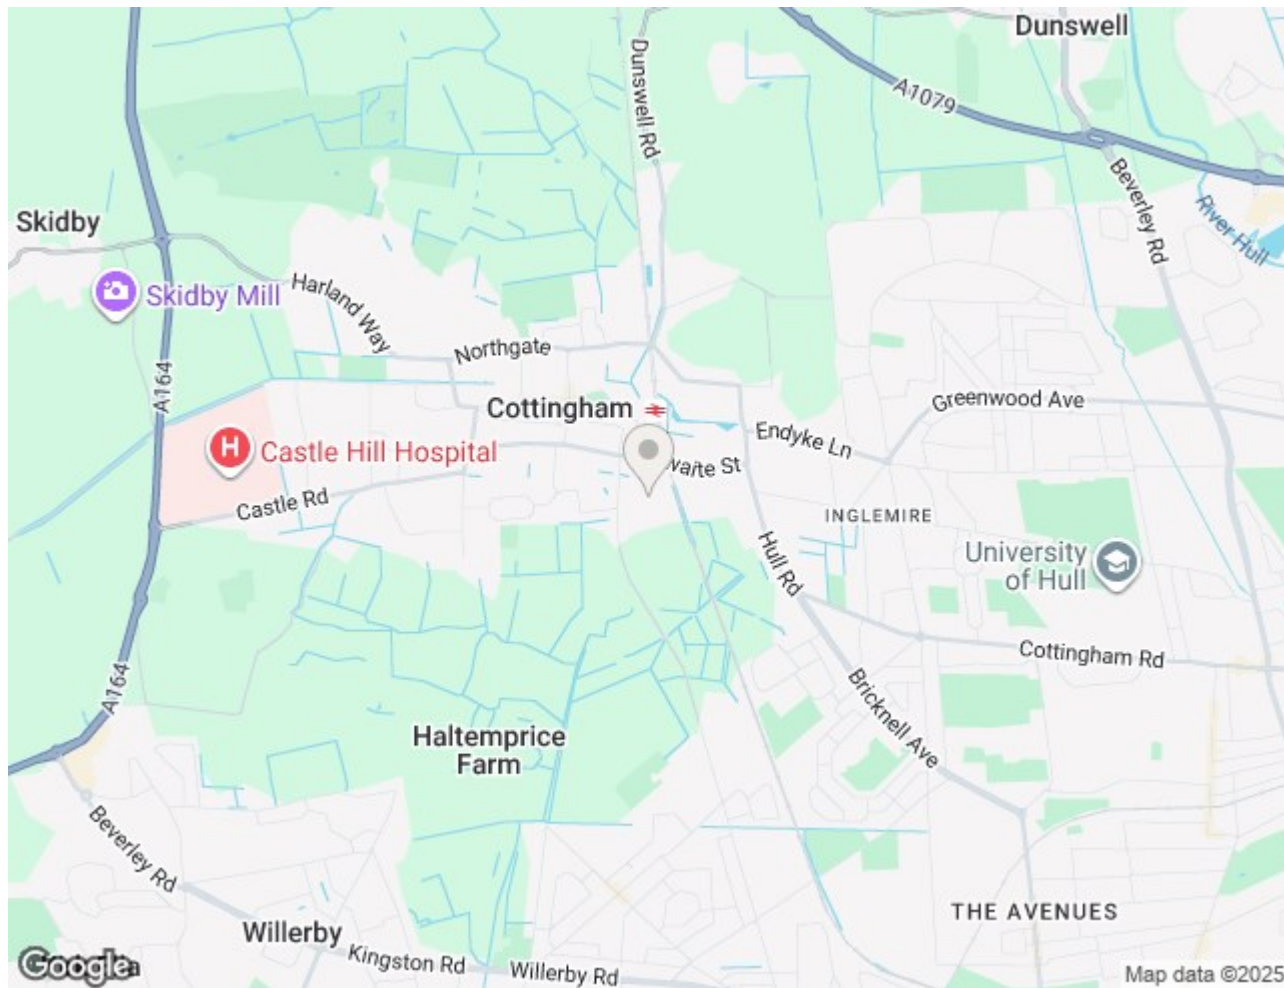 Dunswell
A1079
Dunswell Rd
Beverley Rd
River Hull
Skidby
Skidby Mill
Harland Way
Northgate
A164
Greenwood Ave
Cottingham
Endyke Ln
H
Castle Hill Hospital
Castle Rd
INGLEMIRE
University
of Hull
Hull Rd
Cottingham Rd
A164
Bricknell Ave
Haltemprice
Farm
Beverley Rd
THE AVENUES
Willerby
Kingston Rd
Willerby Rd
Google
Map data ©2025